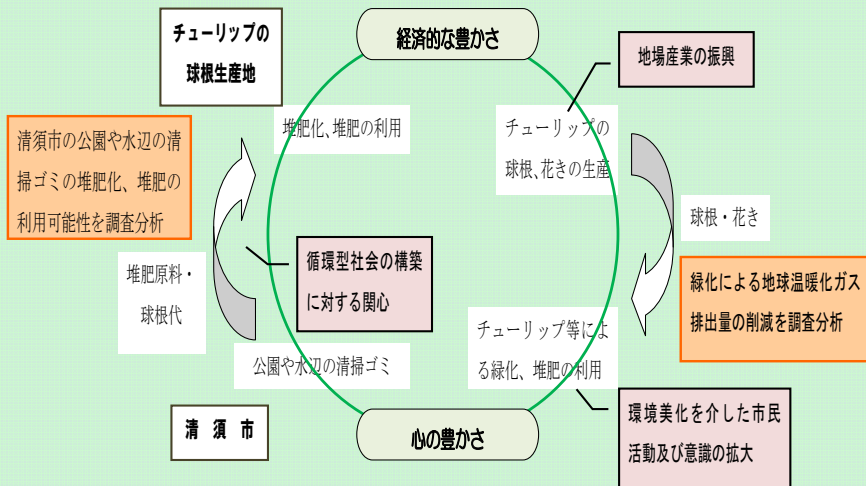 チューリップの
球根生産地
経済的な豊かさ
地場産業の振興
堆肥化、堆肥の利用
チューリップの
球根、花きの生産
清須市の公園や水辺の清
掃ゴミの堆肥化、堆肥の
利用可能性を調査分析
球根・花き
循環型社会の構築
に対する関心
堆肥原料・
球根代
緑化による地球温暖化ガス
排出量の削減を調査分析
チューリップ等によ
る緑化、堆肥の利用
公園や水辺の清掃ゴミ
清須市
心の豊かさ
環境美化を介した市民
活動及び意識の拡大